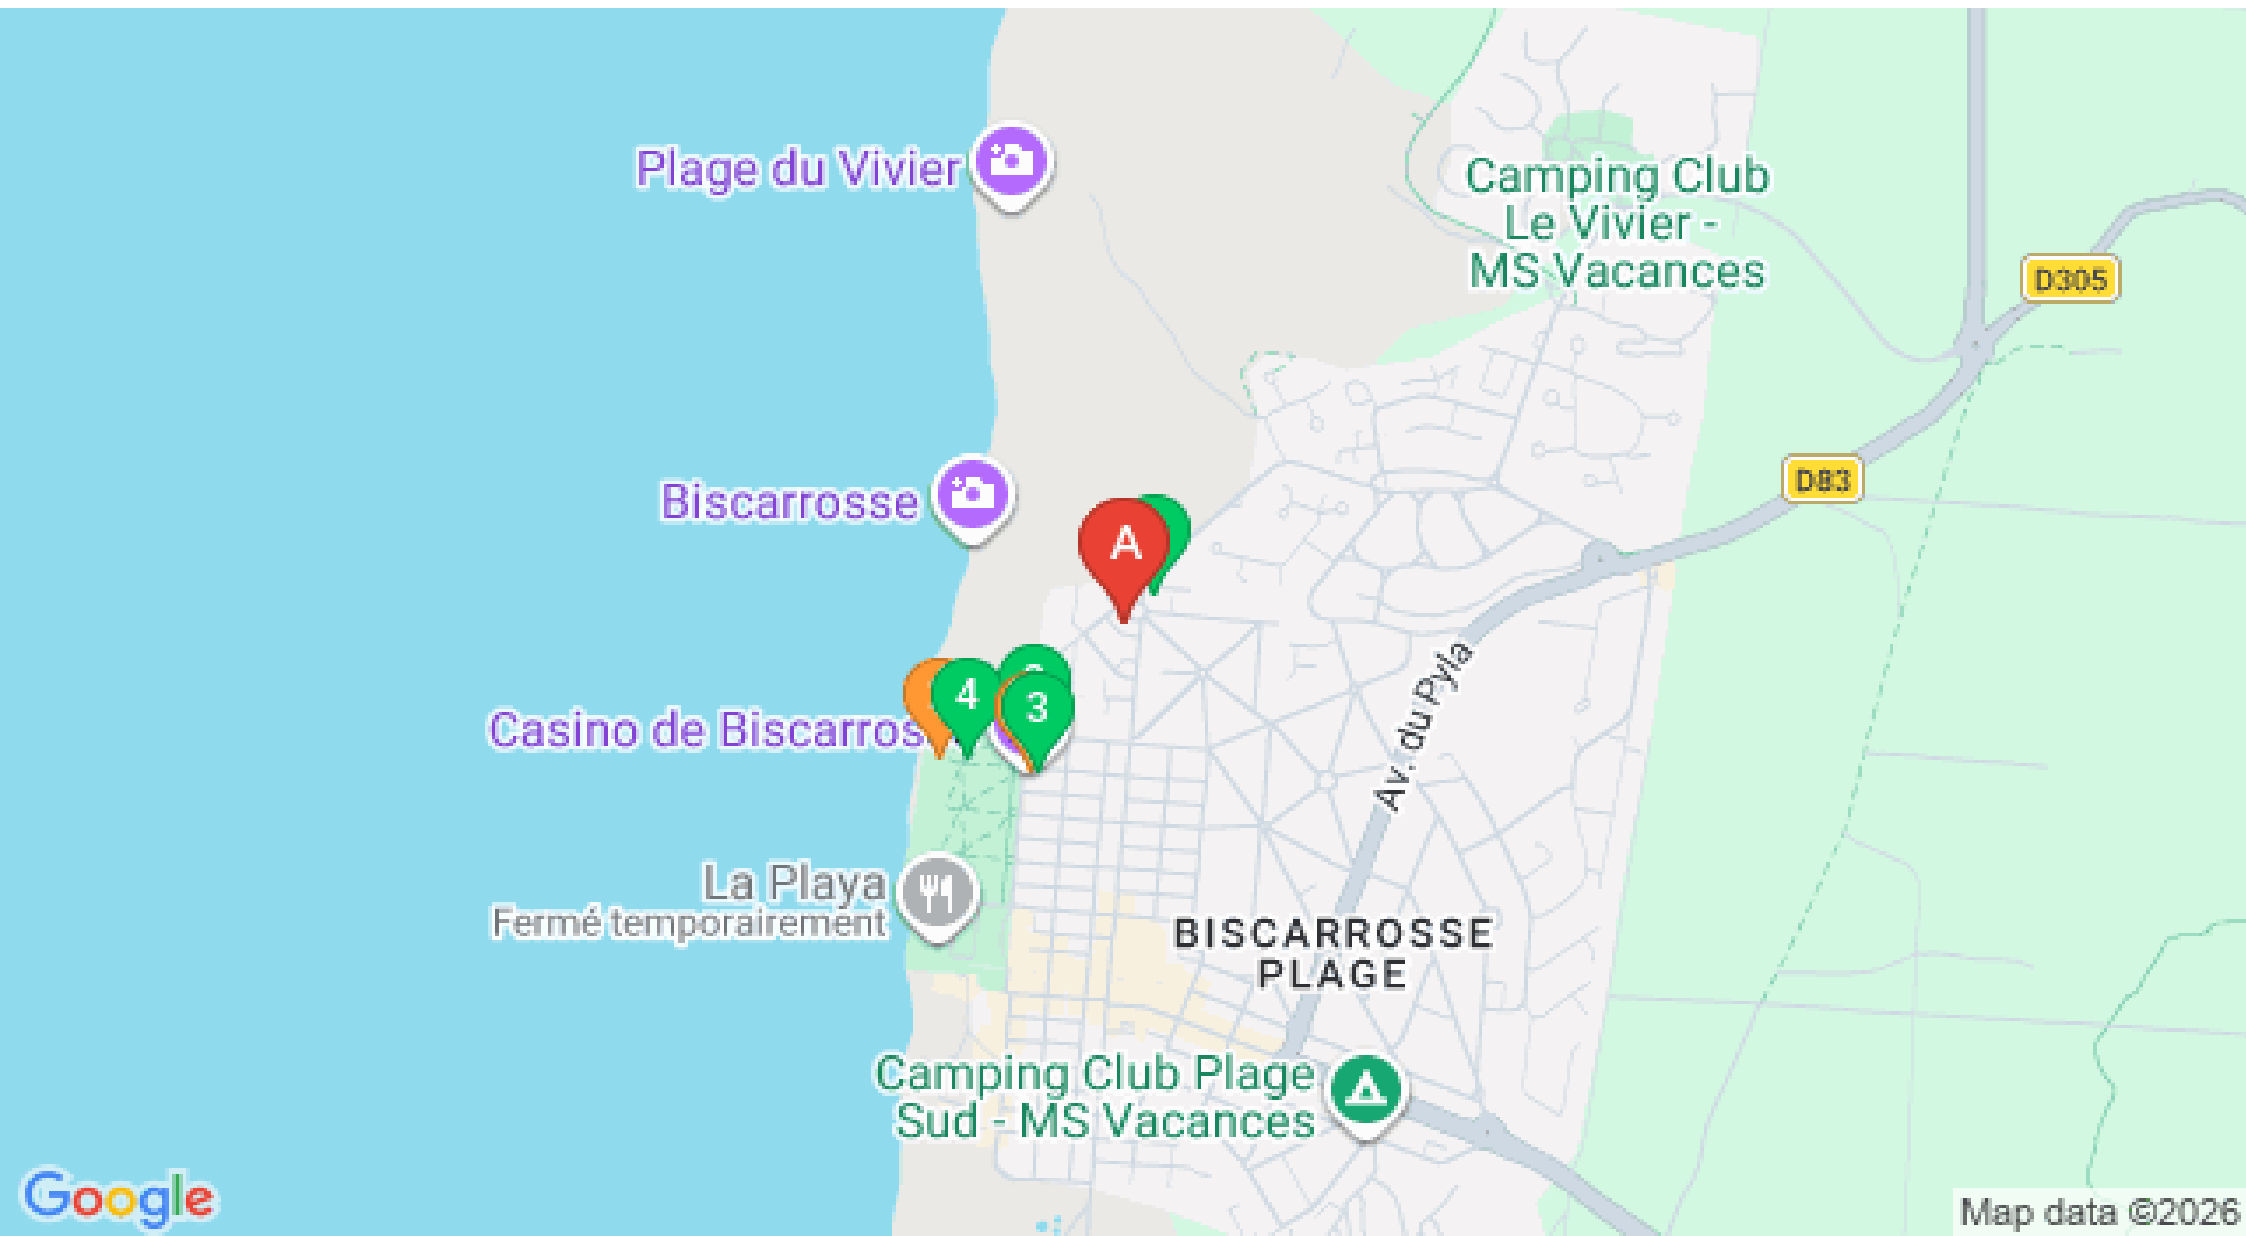 Plage du Vivier
Camping Club
Le Vivier -
MS Vacances
D305
D83
Biscarrosse
A
4
3
Casino de Biscarros
Av. du Pyla
La Playa
Fermé temporairement
BISCARROSSE
PLAGE
Camping Club Plage
Sud - MS Vacances
Google
Map data ©2026